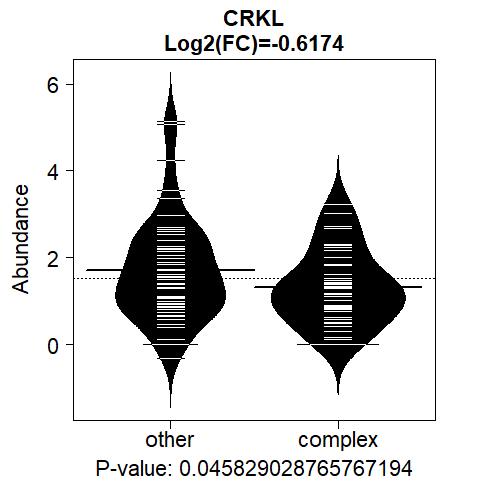 CRKL
Log2(FC)=-0.6174
Abundance
6
4
2
0
other
complex
P-value: 0.045829028765767194